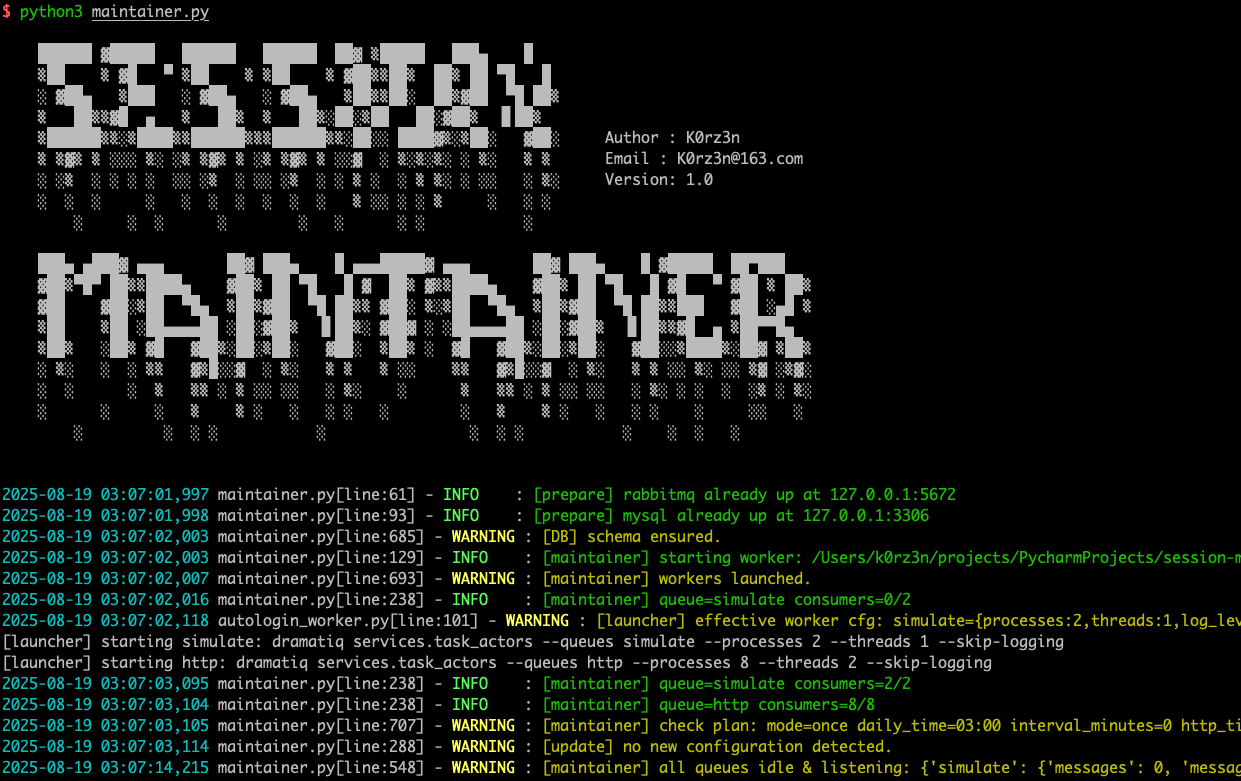 $ python3 maintainer.py
SESSION
Author : K0rz3n
Email : K0rz3n@163.com
Version: 1.0
MAINTAINER
2025-08-19 03:07:01,997 maintainer.py[line:61] - INFO    : [prepare] rabbitmq already up at 127.0.0.1:5672
2025-08-19 03:07:01,998 maintainer.py[line:93] - INFO    : [prepare] mysql already up at 127.0.0.1:3306
2025-08-19 03:07:02,003 maintainer.py[line:685] - WARNING : [DB] schema ensured.
2025-08-19 03:07:02,003 maintainer.py[line:129] - INFO    : [maintainer] starting worker: /Users/k0rz3n/projects/PycharmProjects/session-m
2025-08-19 03:07:02,007 maintainer.py[line:693] - WARNING : [maintainer] workers launched.
2025-08-19 03:07:02,016 maintainer.py[line:238] - INFO    : [maintainer] queue=simulate consumers=0/2
2025-08-19 03:07:02,118 autologin_worker.py[line:101] - WARNING : [launcher] effective worker cfg: simulate={processes:2,threads:1,log_lev
[launcher] starting simulate: dramatiq services.task_actors --queues simulate --processes 2 --threads 1 --skip-logging
[launcher] starting http: dramatiq services.task_actors --queues http --processes 8 --threads 2 --skip-logging
2025-08-19 03:07:03,095 maintainer.py[line:238] - INFO    : [maintainer] queue=simulate consumers=2/2
2025-08-19 03:07:03,104 maintainer.py[line:238] - INFO    : [maintainer] queue=http consumers=8/8
2025-08-19 03:07:03,105 maintainer.py[line:707] - WARNING : [maintainer] check plan: mode=once daily_time=03:00 interval_minutes=0 http_ti
2025-08-19 03:07:03,114 maintainer.py[line:288] - WARNING : [update] no new configuration detected.
2025-08-19 03:07:14,215 maintainer.py[line:548] - WARNING : [maintainer] all queues idle & listening: {'simulate': {'messages': 0, 'messag